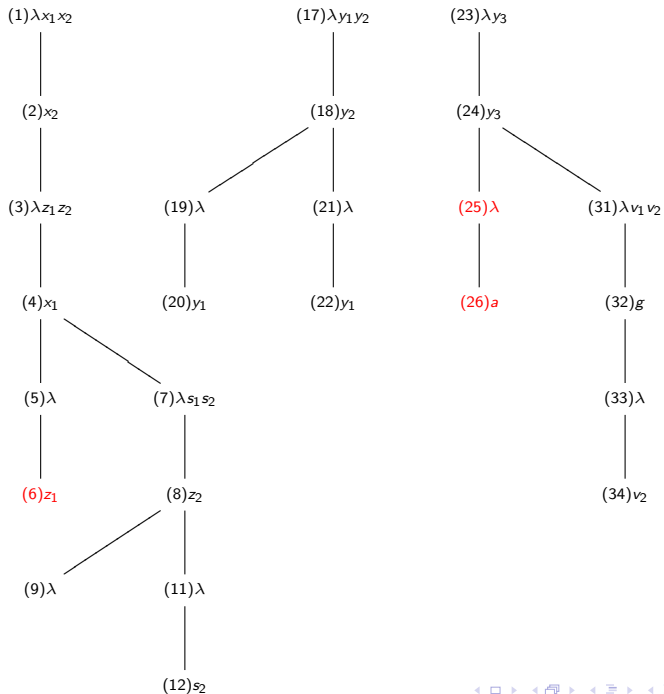 (1)λx₁x₂ (17)λy₁y₂ (23)λy₃
(2)x₂ (18)y₂ (24)y₃
(3)λz₁z₂ (19)λ (21)λ (25)λ (31)λv₁v₂
(4)x₁ (20)y₁ (22)y₁ (26)a (32)g
(5)λ (7)λs₁s₂ (33)λ
(6)z₁ (8)z₂ (34)v₂
(9)λ (11)λ
(12)s₂